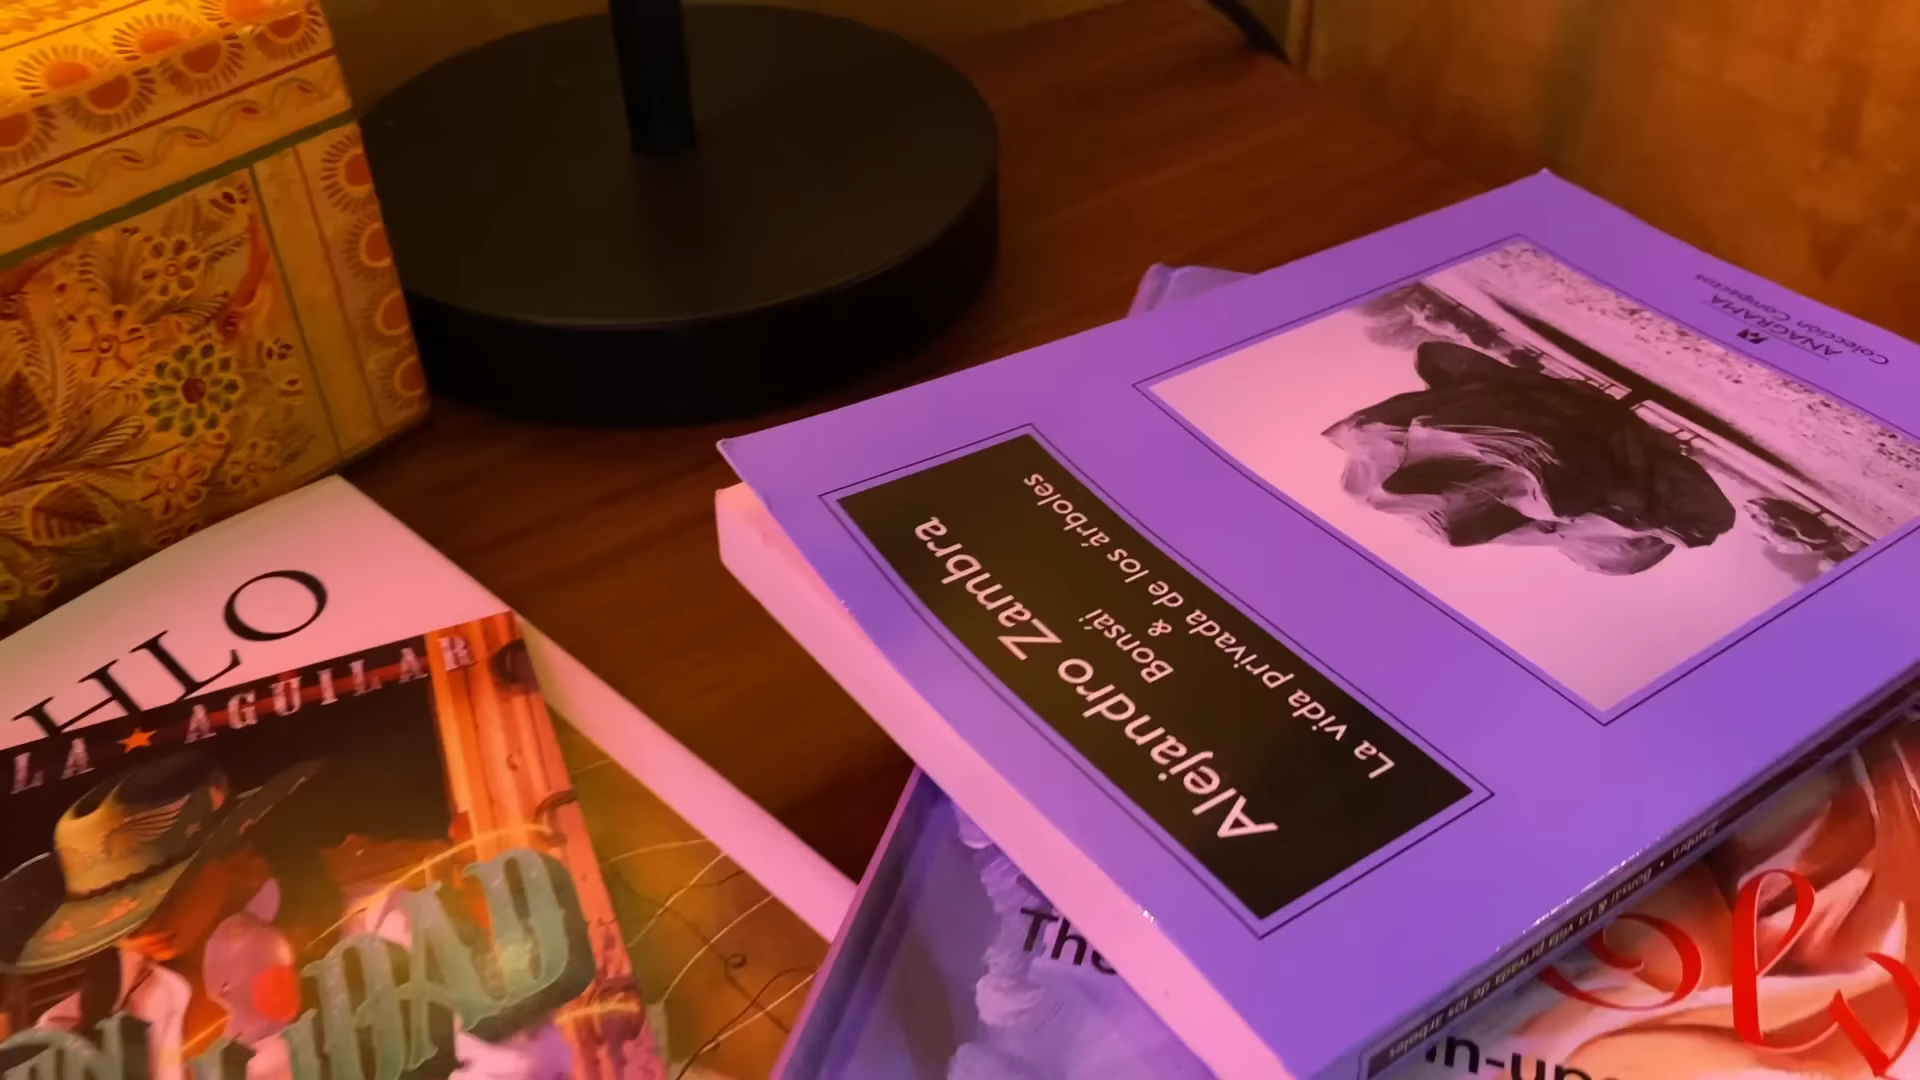 Alejandro Zambra
Bonsái
&
La vida privada de los árboles
ANAGRAMA
Colección Compactos
Zambra • Bonsái & La vida privada de los árboles
HLO
LA ★ AGUILAR
The